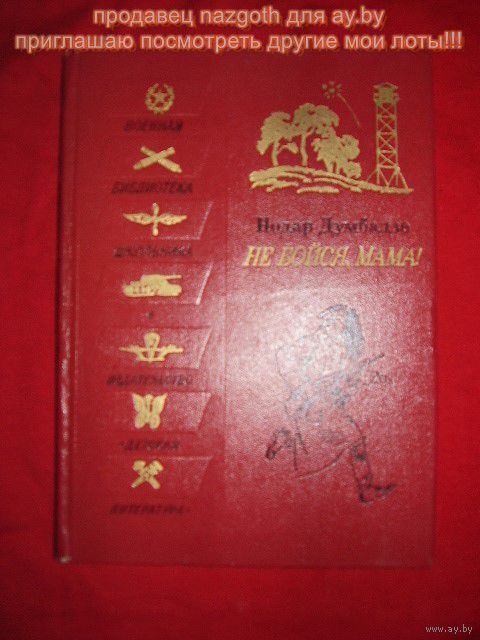 продавец nazgoth для ay.by
приглашаю посмотреть другие мои лоты!!!
ВОЕННАЯ
БИБЛИОТЕКА
ШКОЛЬНИКА
ИЗДАТЕЛЬСТВО
"ДЕТСКАЯ
ЛИТЕРАТУРА"
Нодар Думбадзе
НЕ БОЙСЯ, МАМА!
www.ay.by